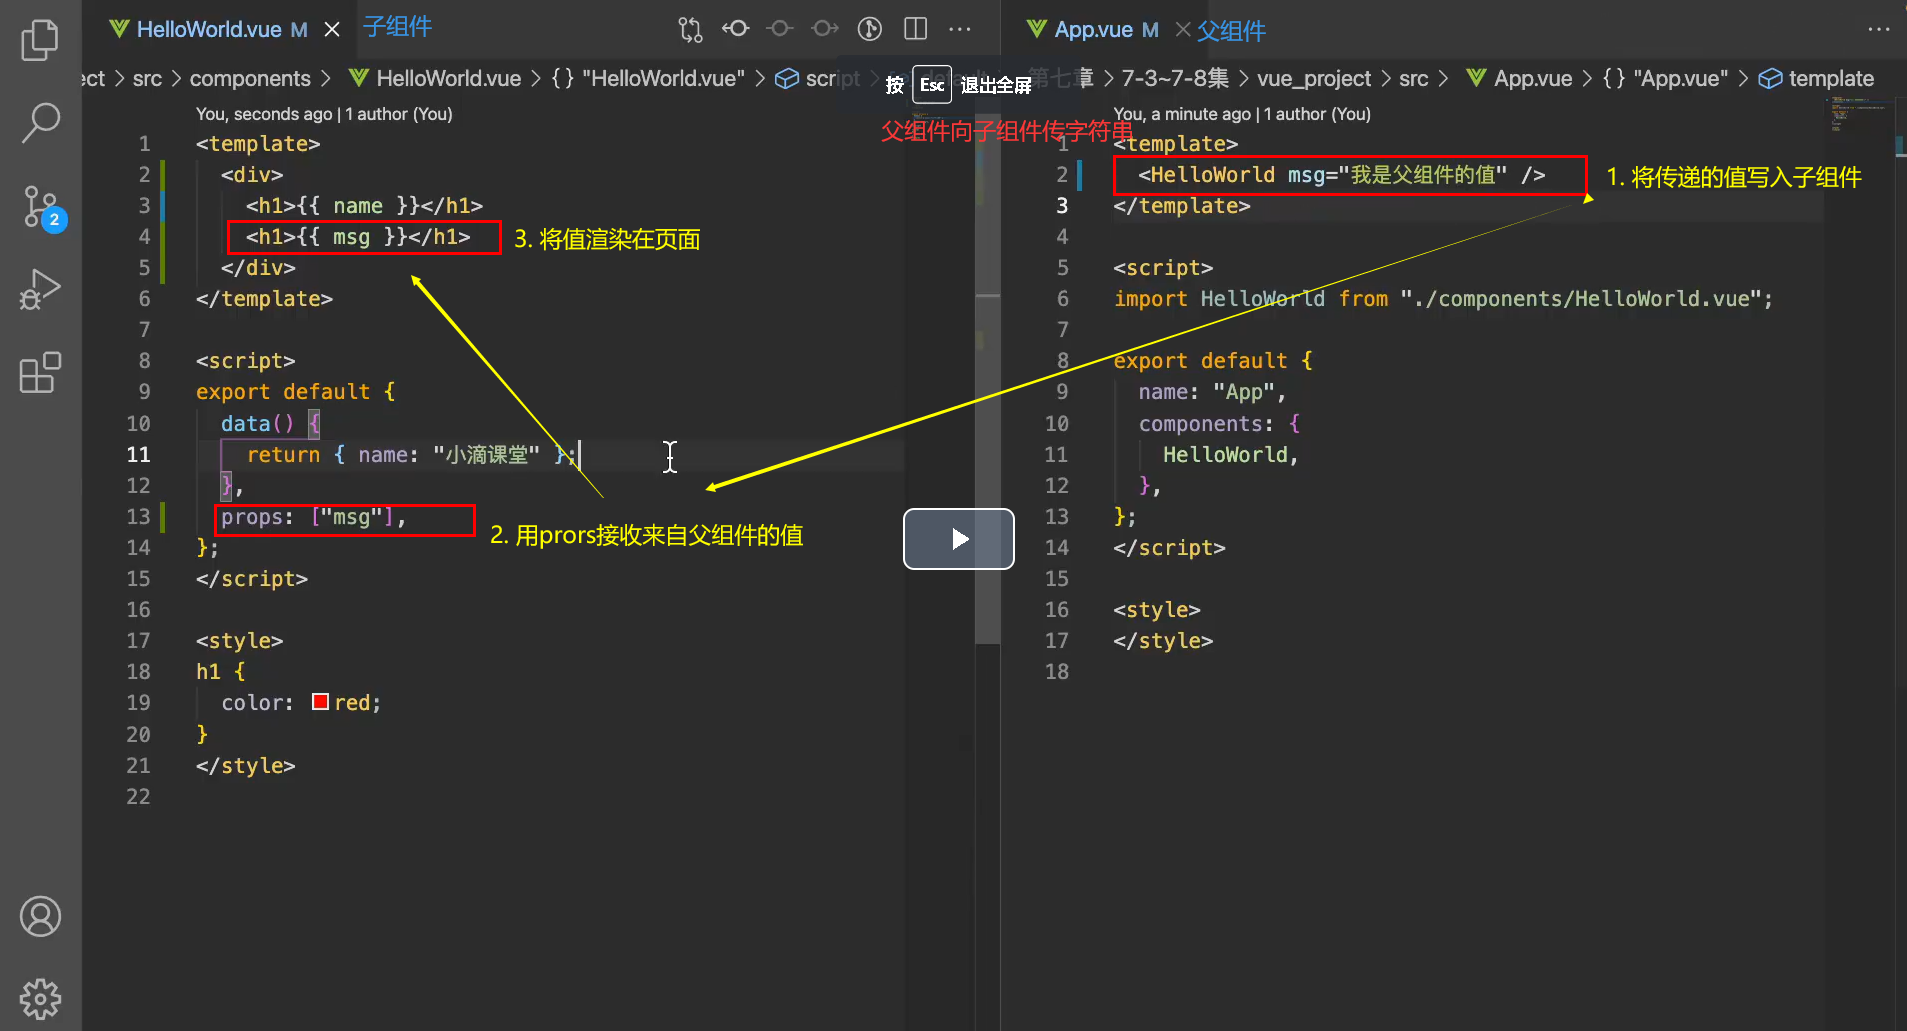 HelloWorld.vue M
子组件
ect > src > components > HelloWorld.vue > {} "HelloWorld.vue" > script
You, seconds ago | 1 author (You)
1 <template>
2 <div>
3 <h1>{{ name }}</h1>
4 <h1>{{ msg }}</h1>
3. 将值渲染在页面
5 </div>
6 </template>
7
8 <script>
9 export default {
10 data() {
11 return { name: "小滴课堂" };
12 },
13 props: ["msg"],
2. 用prors接收来自父组件的值
14 };
15 </script>
16
17 <style>
18 h1 {
19 color: red;
20 }
21 </style>
22
2
按 Esc 退出全屏
父组件向子组件传字符串
App.vue M
父组件
第七章 > 7-3~7-8集 > vue_project > src > App.vue > {} "App.vue" > template
You, a minute ago | 1 author (You)
1 <template>
2 <HelloWorld msg="我是父组件的值" />
1. 将传递的值写入子组件
3 </template>
4
5 <script>
6 import HelloWorld from "./components/HelloWorld.vue";
7
8 export default {
9 name: "App",
10 components: {
11 HelloWorld,
12 },
13 };
14 </script>
15
16 <style>
17 </style>
18